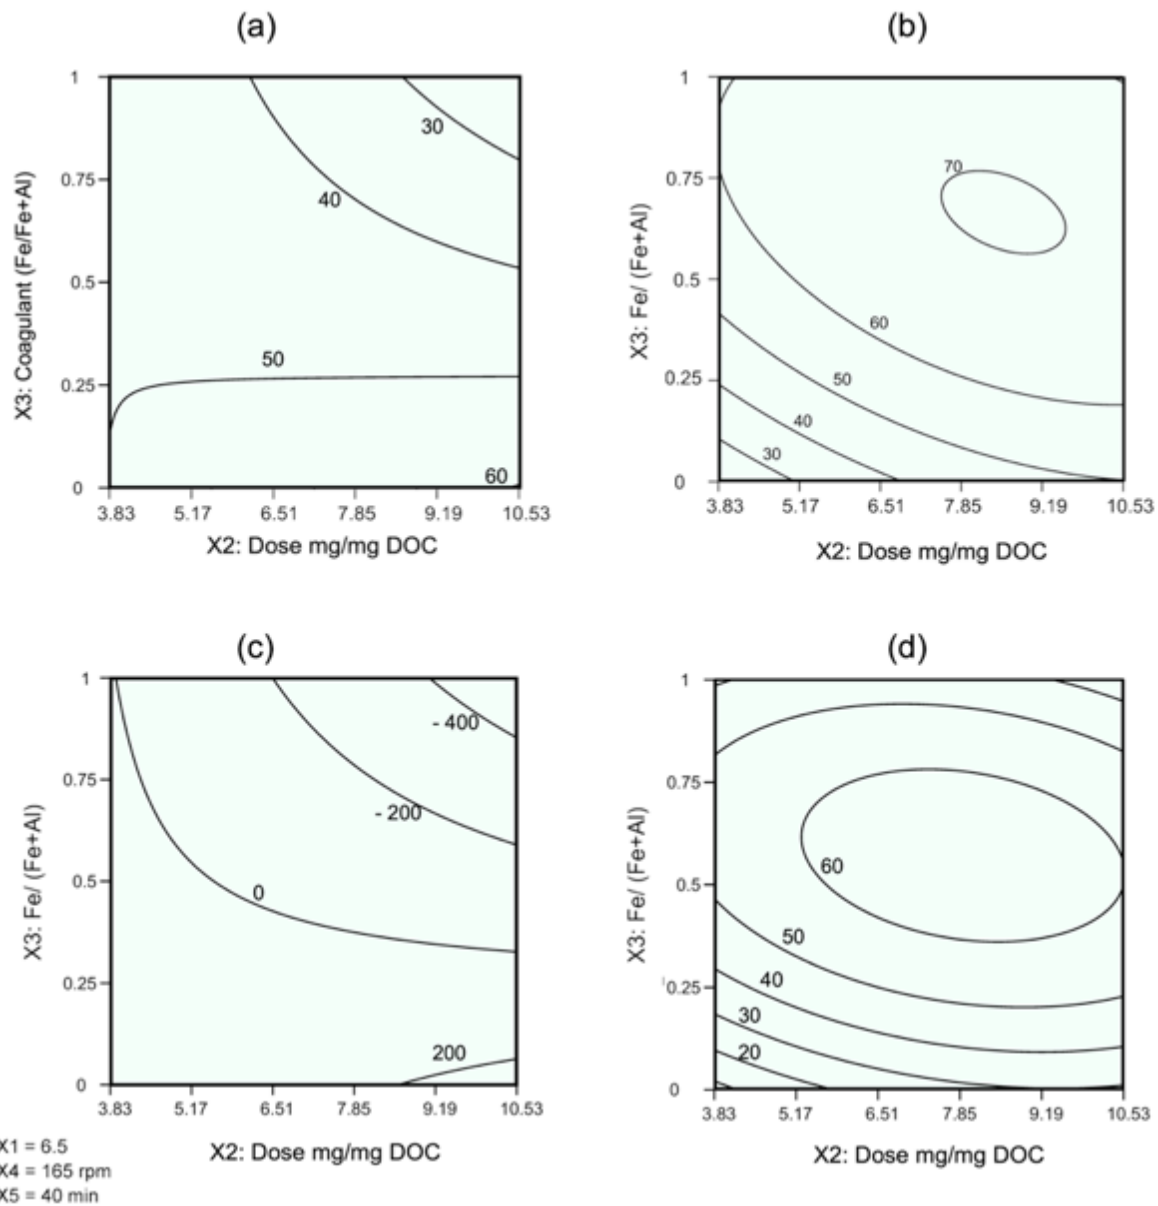 (a)
1
0.75
0.5
0.25
0
X3: Coagulant (Fe/Fe+Al)
30
40
50
60
3.83 5.17 6.51 7.85 9.19 10.53
X2: Dose mg/mg DOC
(b)
1
0.75
0.5
0.25
0
X3: Fe/ (Fe+Al)
70
60
50
40
30
3.83 5.17 6.51 7.85 9.19 10.53
X2: Dose mg/mg DOC
(c)
1
0.75
0.5
0.25
0
X3: Fe/ (Fe+Al)
- 400
- 200
0
200
3.83 5.17 6.51 7.85 9.19 10.53
X2: Dose mg/mg DOC
X1 = 6.5
X4 = 165 rpm
X5 = 40 min
(d)
1
0.75
0.5
0.25
0
X3: Fe/ (Fe+Al)
60
50
40
30
20
3.83 5.17 6.51 7.85 9.19 10.53
X2: Dose mg/mg DOC